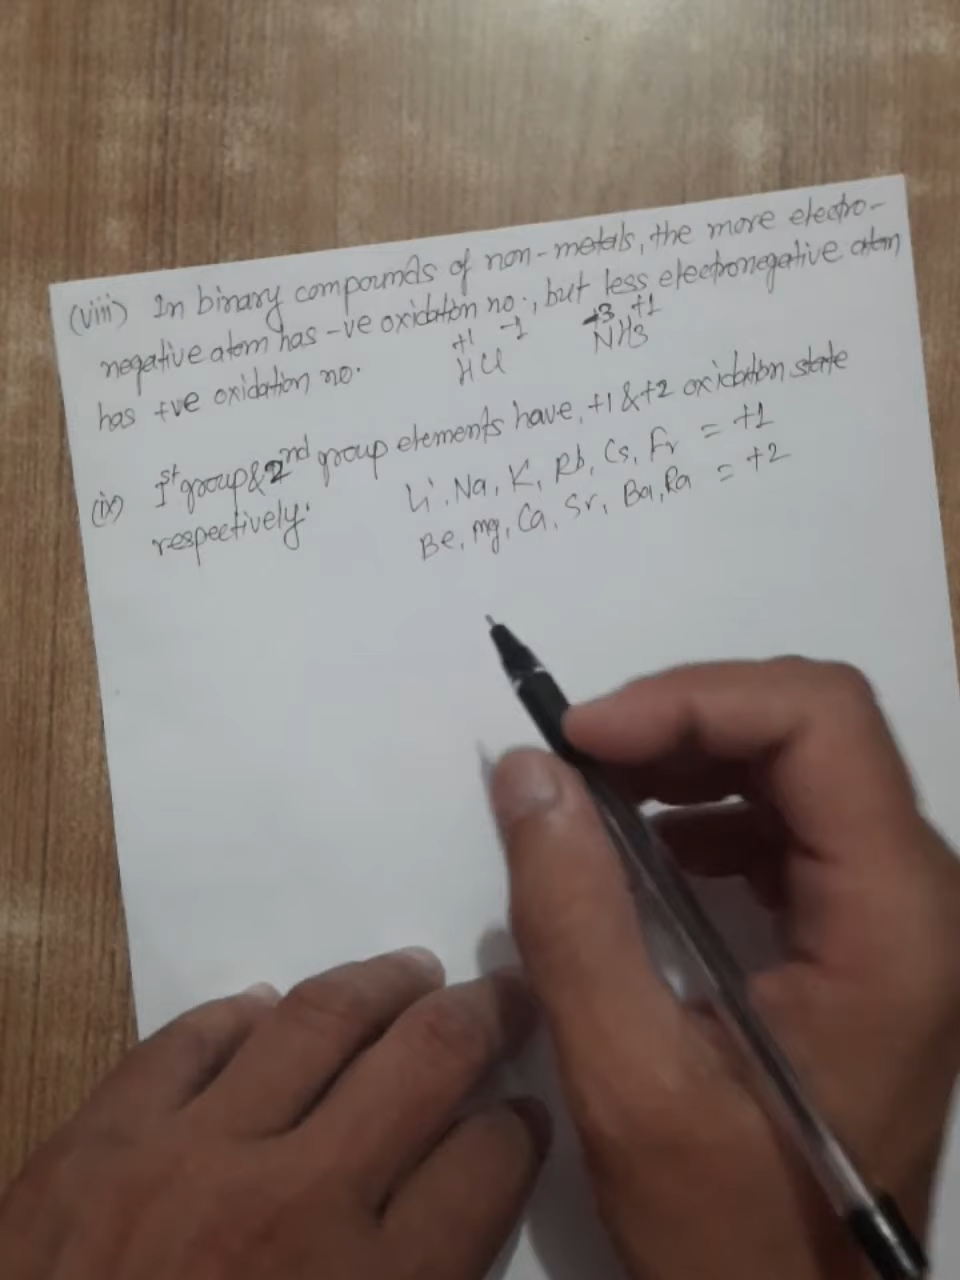 (viii) In binary compounds of non-metals, the more electro-
negative atom has -ve oxidation no., but less electronegative atom
has +ve oxidation no.
+1 -1 -3 +1
HCl NH3
(ix) 1st group & 2nd group elements have, +1 & +2 oxidation state
respectively.
Li, Na, K, Rb, Cs, Fr = +1
Be, Mg, Ca, Sr, Ba, Ra = +2